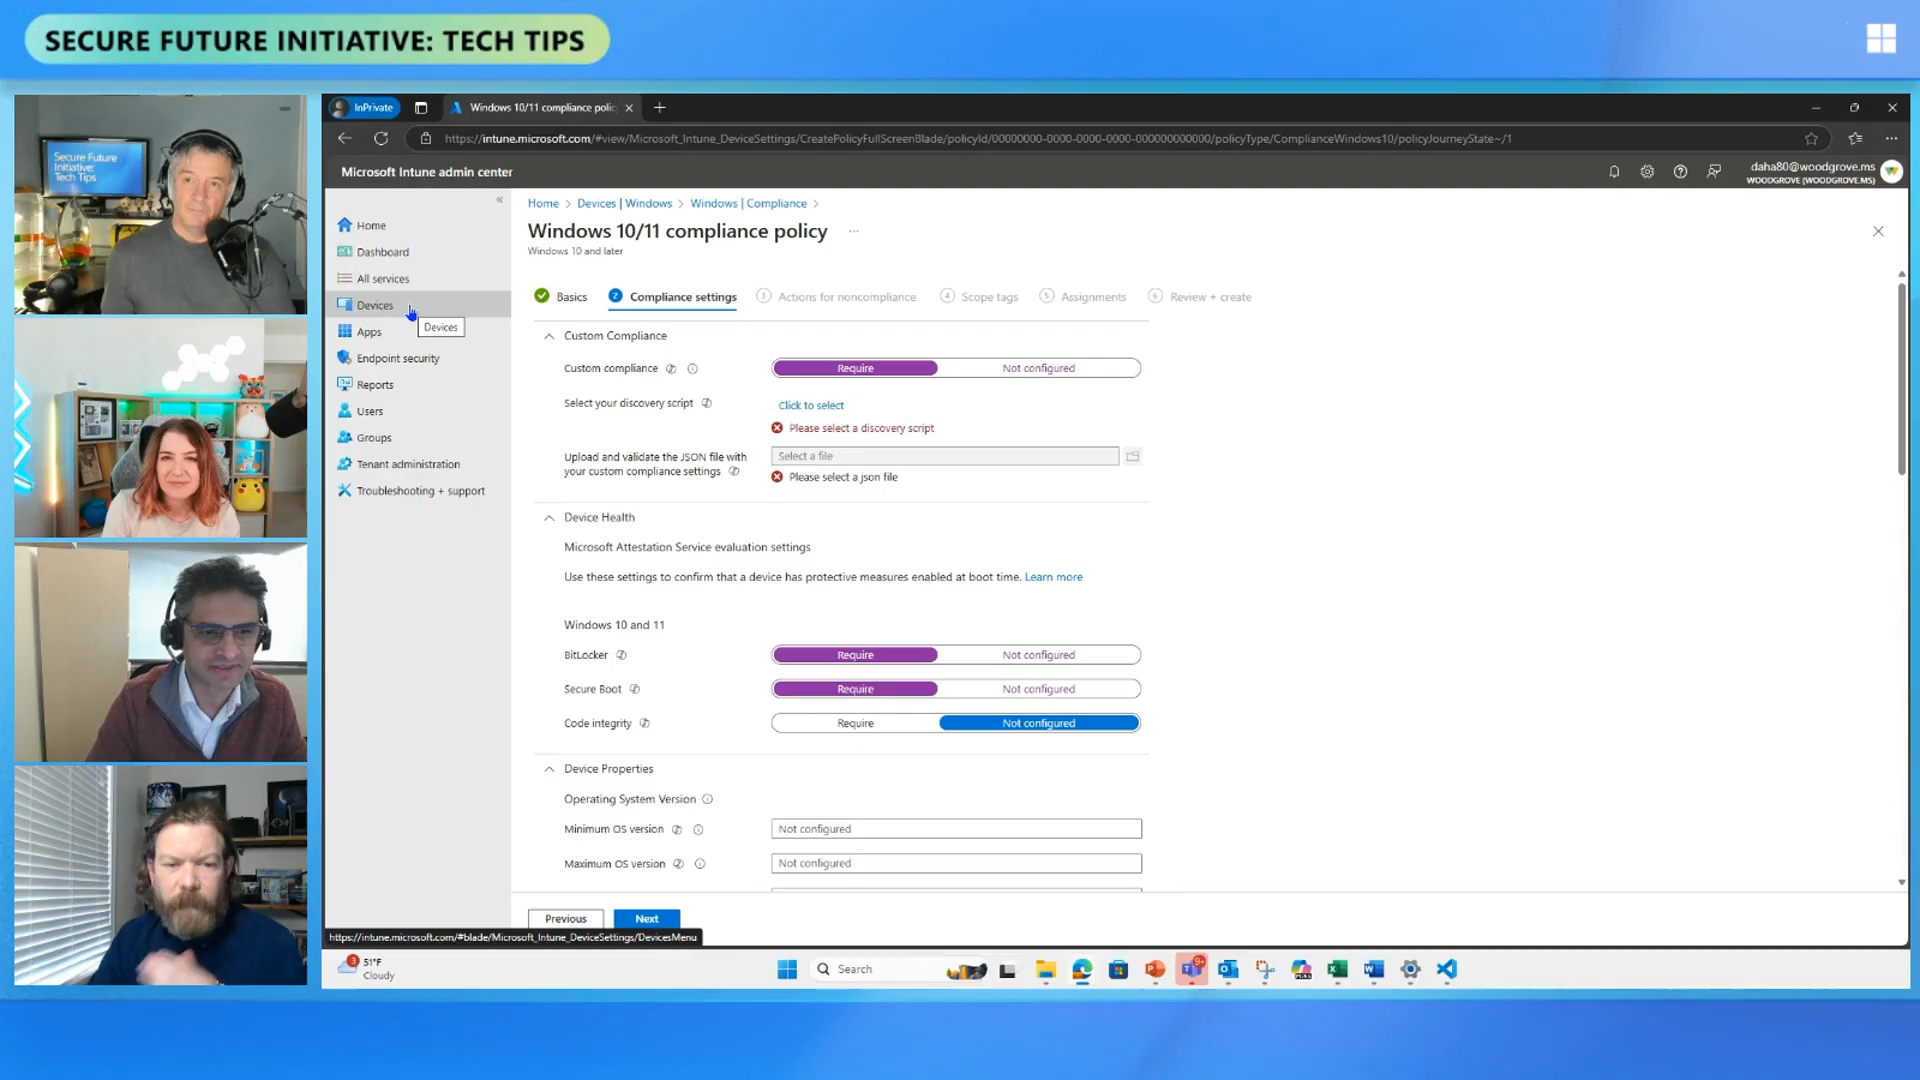 SECURE FUTURE INITIATIVE: TECH TIPS
Secure Future
Initiative:
Tech Tips
InPrivate
Windows 10/11 compliance polic
https://intune.microsoft.com/#view/Microsoft_Intune_DeviceSettings/CreatePolicyFullScreenBlade/policyId/00000000-0000-0000-0000-000000000000/policyType/ComplianceWindows10/policyJourneyState~/1
Microsoft Intune admin center
daha80@woodgrove.ms
WOODGROVE (WOODGROVE.MS)
Home
Dashboard
All services
Devices
Devices
Apps
Endpoint security
Reports
Users
Groups
Tenant administration
Troubleshooting + support
Home > Devices | Windows > Windows | Compliance >
Windows 10/11 compliance policy ...
Windows 10 and later
Basics
2 Compliance settings
3 Actions for noncompliance
4 Scope tags
5 Assignments
6 Review + create
Custom Compliance
Custom compliance
Require
Not configured
Select your discovery script
Click to select
Please select a discovery script
Upload and validate the JSON file with
your custom compliance settings
Select a file
Please select a json file
Device Health
Microsoft Attestation Service evaluation settings
Use these settings to confirm that a device has protective measures enabled at boot time. Learn more
Windows 10 and 11
BitLocker
Require
Not configured
Secure Boot
Require
Not configured
Code integrity
Require
Not configured
Device Properties
Operating System Version
Minimum OS version
Not configured
Maximum OS version
Not configured
Previous
Next
https://intune.microsoft.com/#blade/Microsoft_Intune_DeviceSettings/DevicesMenu
3
51°F
Cloudy
Search
9+